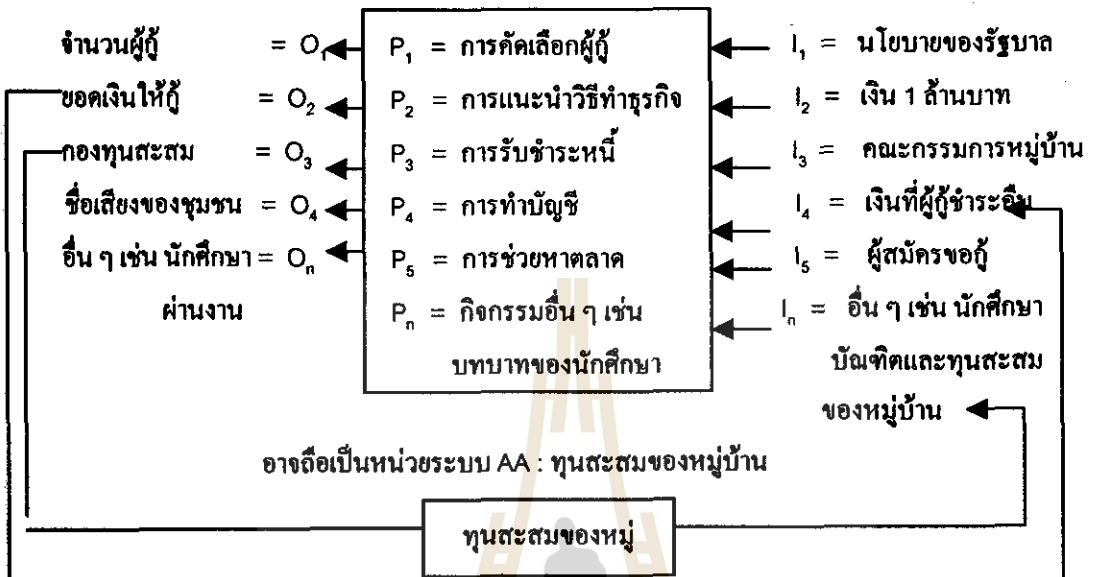 จำนวนผู้กู้ = O₁ P₁ = การคัดเลือกผู้กู้ I₁ = นโยบายของรัฐบาล
ยอดเงินให้กู้ = O₂ P₂ = การแนะนำวิธีทำธุรกิจ I₂ = เงิน 1 ล้านบาท
กองทุนสะสม = O₃ P₃ = การรับชำระหนี้ I₃ = คณะกรรมการหมู่บ้าน
ชื่อเสียงของชุมชน = O₄ P₄ = การทำบัญชี I₄ = เงินที่ผู้กู้ชำระคืน
อื่น ๆ เช่น นักศึกษา = Oₙ P₅ = การช่วยหาตลาด I₅ = ผู้สมัครขอกู้
ผ่านงาน Pₙ = กิจกรรมอื่น ๆ เช่น Iₙ = อื่น ๆ เช่น นักศึกษา
บทบาทของนักศึกษา บัณฑิตและทุนสะสม
ของหมู่บ้าน
อาจถือเป็นหน่วยระบบ AA : ทุนสะสมของหมู่บ้าน
ทุนสะสมของหมู่